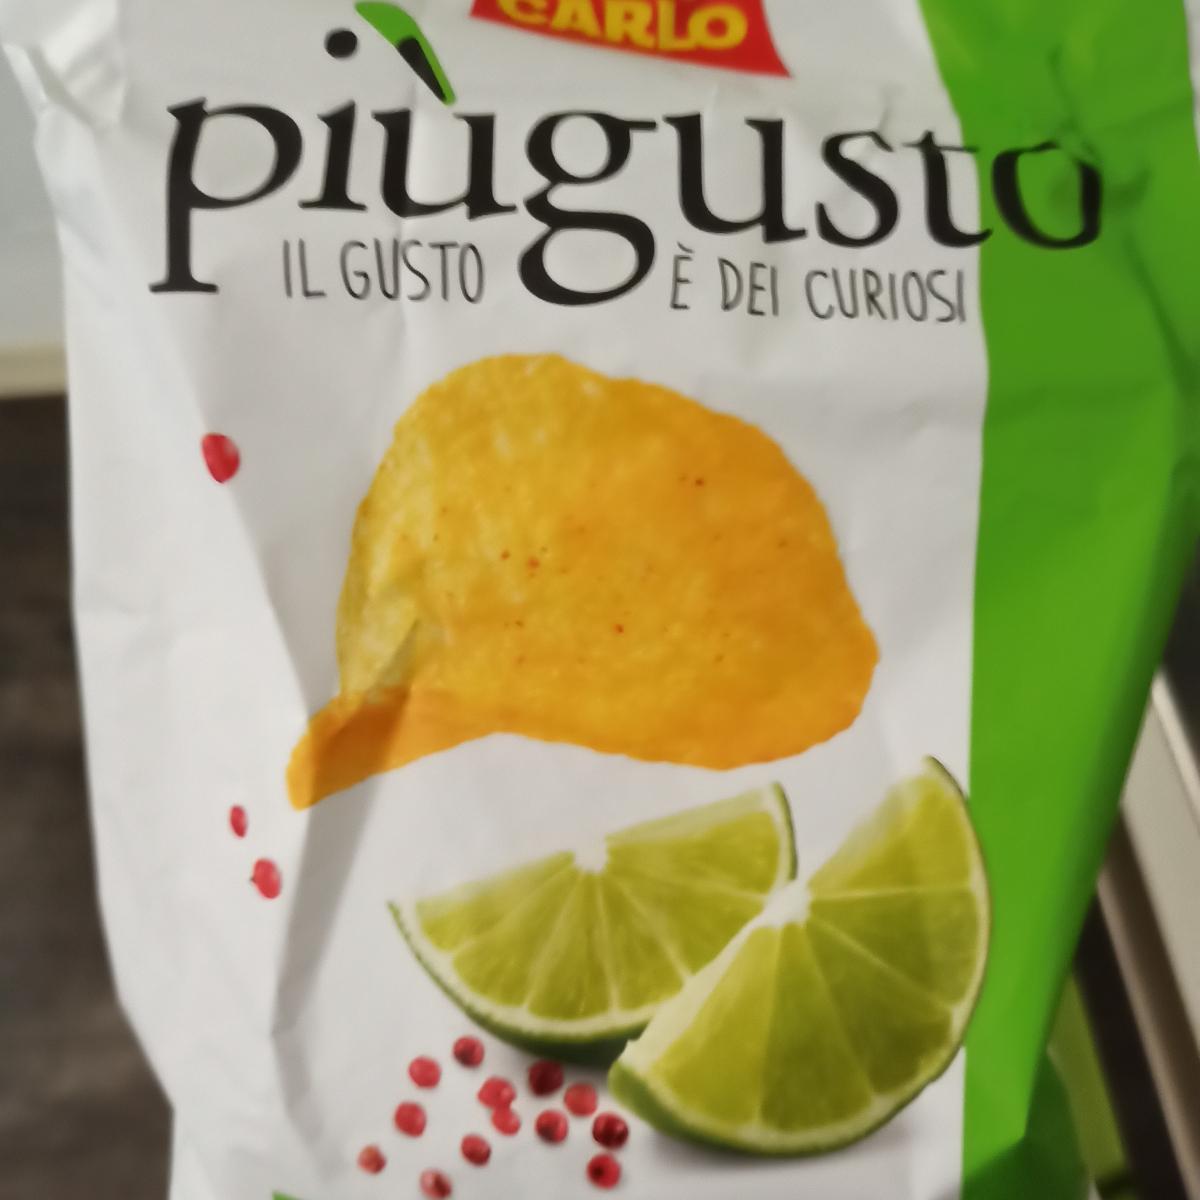 CARLO
piùgusto
IL GUSTO È DEI CURIOSI